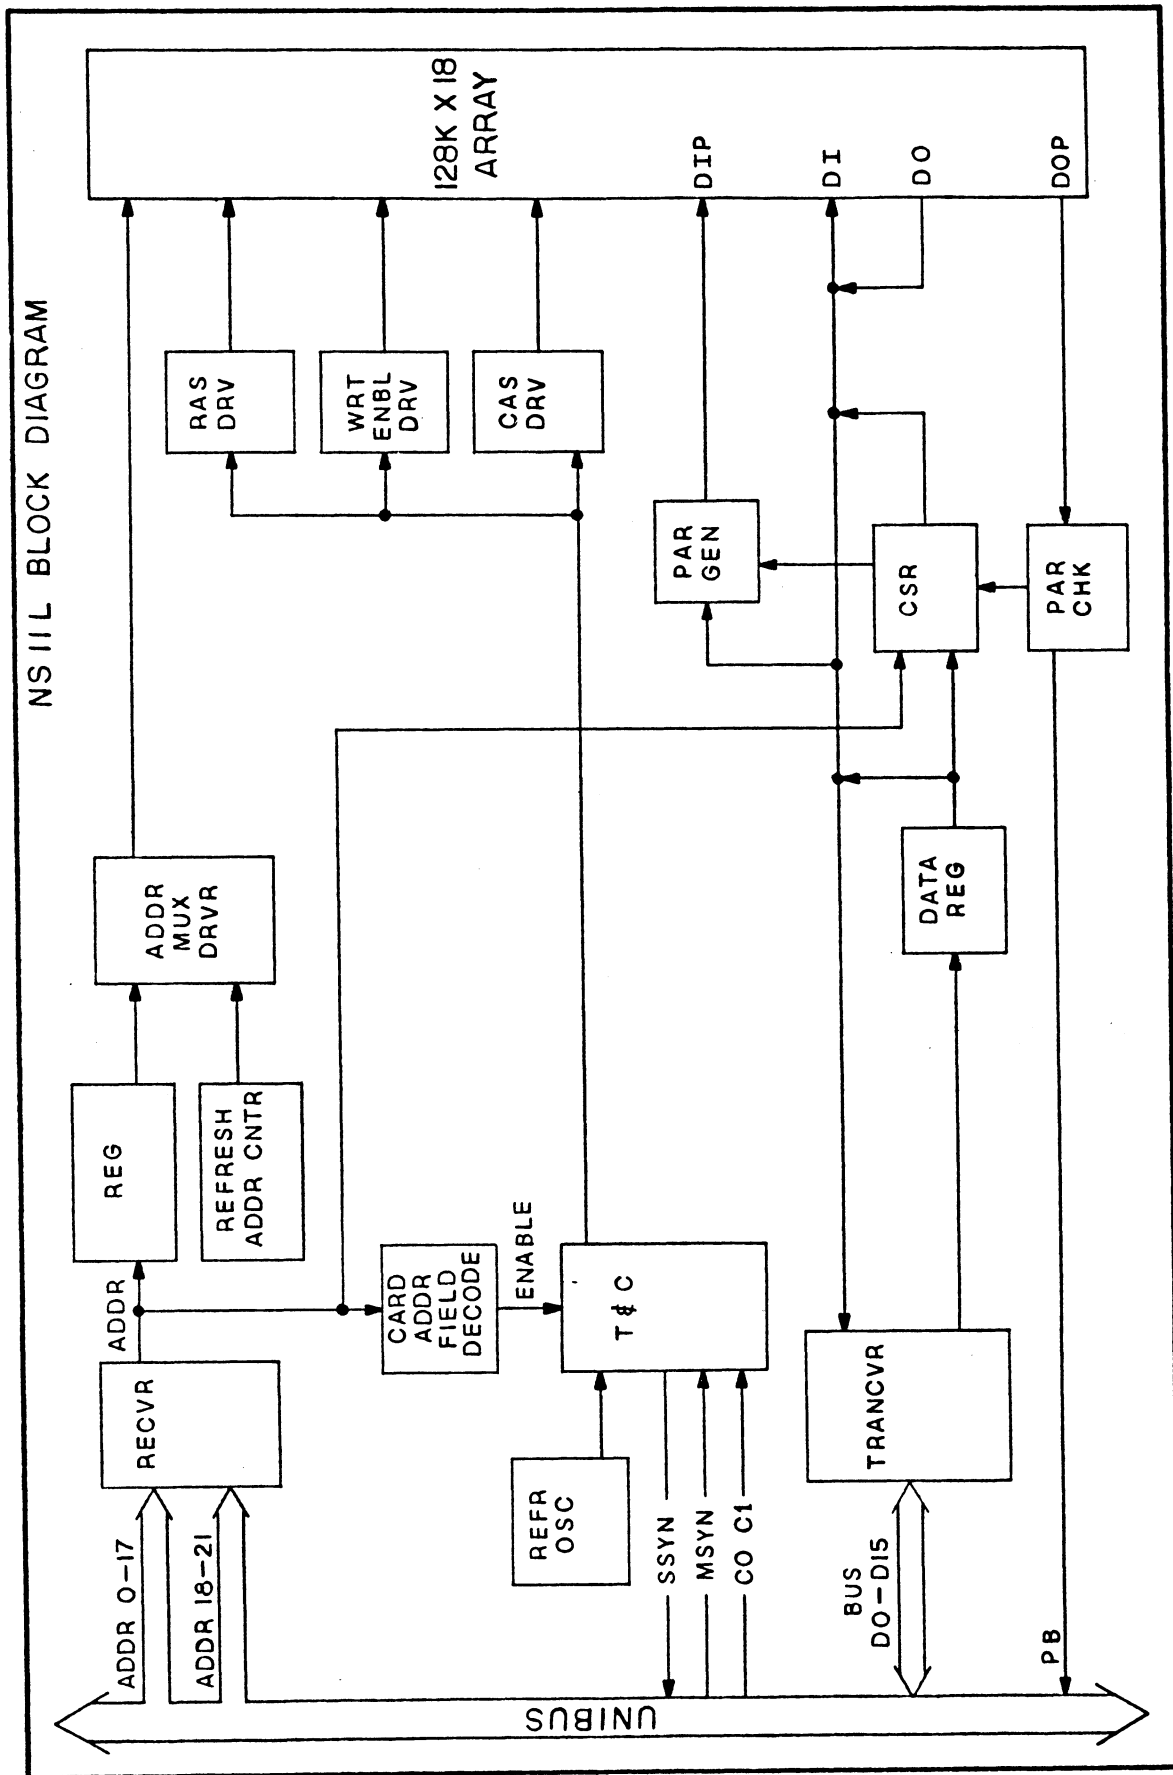 NS11L BLOCK DIAGRAM
ADDR 0-17
ADDR 18-21
RECVR
ADDR
REG
REFRESH
ADDR CNTR
ADDR
MUX
DRVR
RAS
DRV
WRT
ENBL
DRV
CAS
DRV
128K X 18
ARRAY
DIP
DI
DO
DOP
CARD
ADDR
FIELD
DECODE
ENABLE
REFR
OSC
T & C
SSYN
MSYN
CO C1
PAR
GEN
CSR
PAR
CHK
DATA
REG
TRANCVR
BUS
DO-D15
PB
UNIBUS